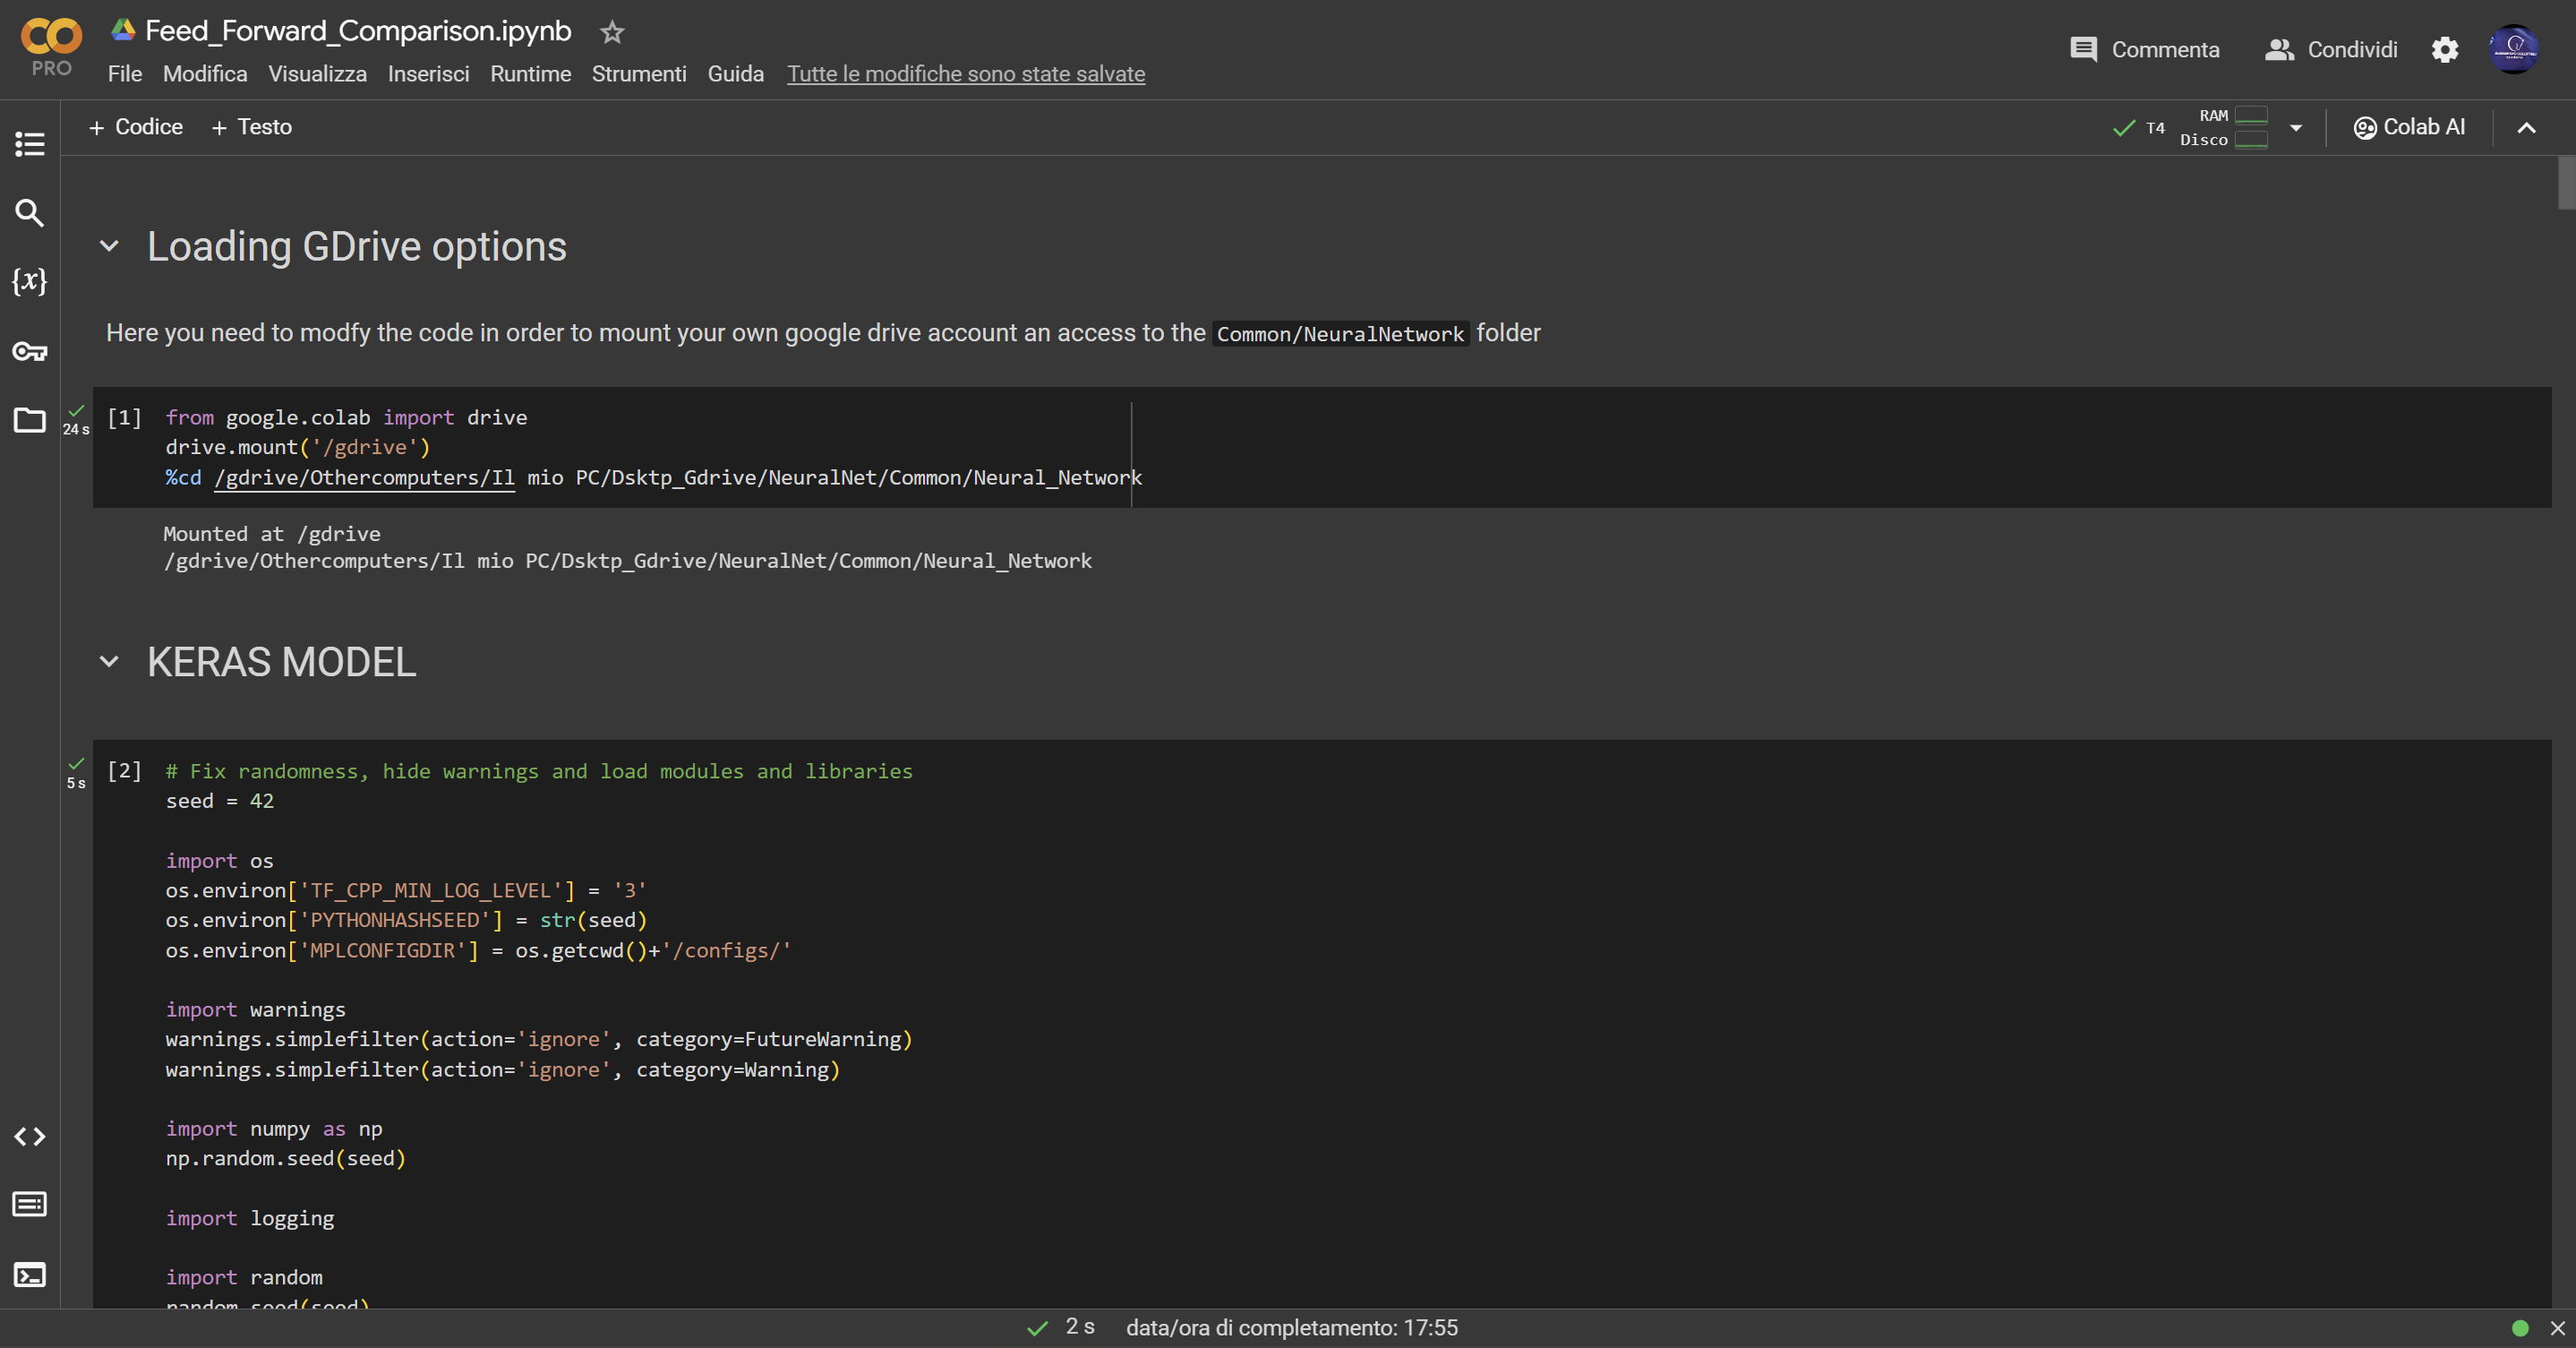 Feed_Forward_Comparison.ipynb
PRO
File Modifica Visualizza Inserisci Runtime Strumenti Guida Tutte le modifiche sono state salvate
Commenta Condividi
+ Codice + Testo
T4 RAM Disco
Colab AI
Loading GDrive options
{x}
Here you need to modfy the code in order to mount your own google drive account an access to the Common/NeuralNetwork folder
24 s
[1] from google.colab import drive
drive.mount('/gdrive')
%cd /gdrive/Othercomputers/Il mio PC/Dsktp_Gdrive/NeuralNet/Common/Neural_Network
Mounted at /gdrive
/gdrive/Othercomputers/Il mio PC/Dsktp_Gdrive/NeuralNet/Common/Neural_Network
KERAS MODEL
5 s
[2] # Fix randomness, hide warnings and load modules and libraries
seed = 42
import os
os.environ['TF_CPP_MIN_LOG_LEVEL'] = '3'
os.environ['PYTHONHASHSEED'] = str(seed)
os.environ['MPLCONFIGDIR'] = os.getcwd()+'/configs/'
import warnings
warnings.simplefilter(action='ignore', category=FutureWarning)
warnings.simplefilter(action='ignore', category=Warning)
import numpy as np
np.random.seed(seed)
import logging
import random
random.seed(seed)
2 s data/ora di completamento: 17:55